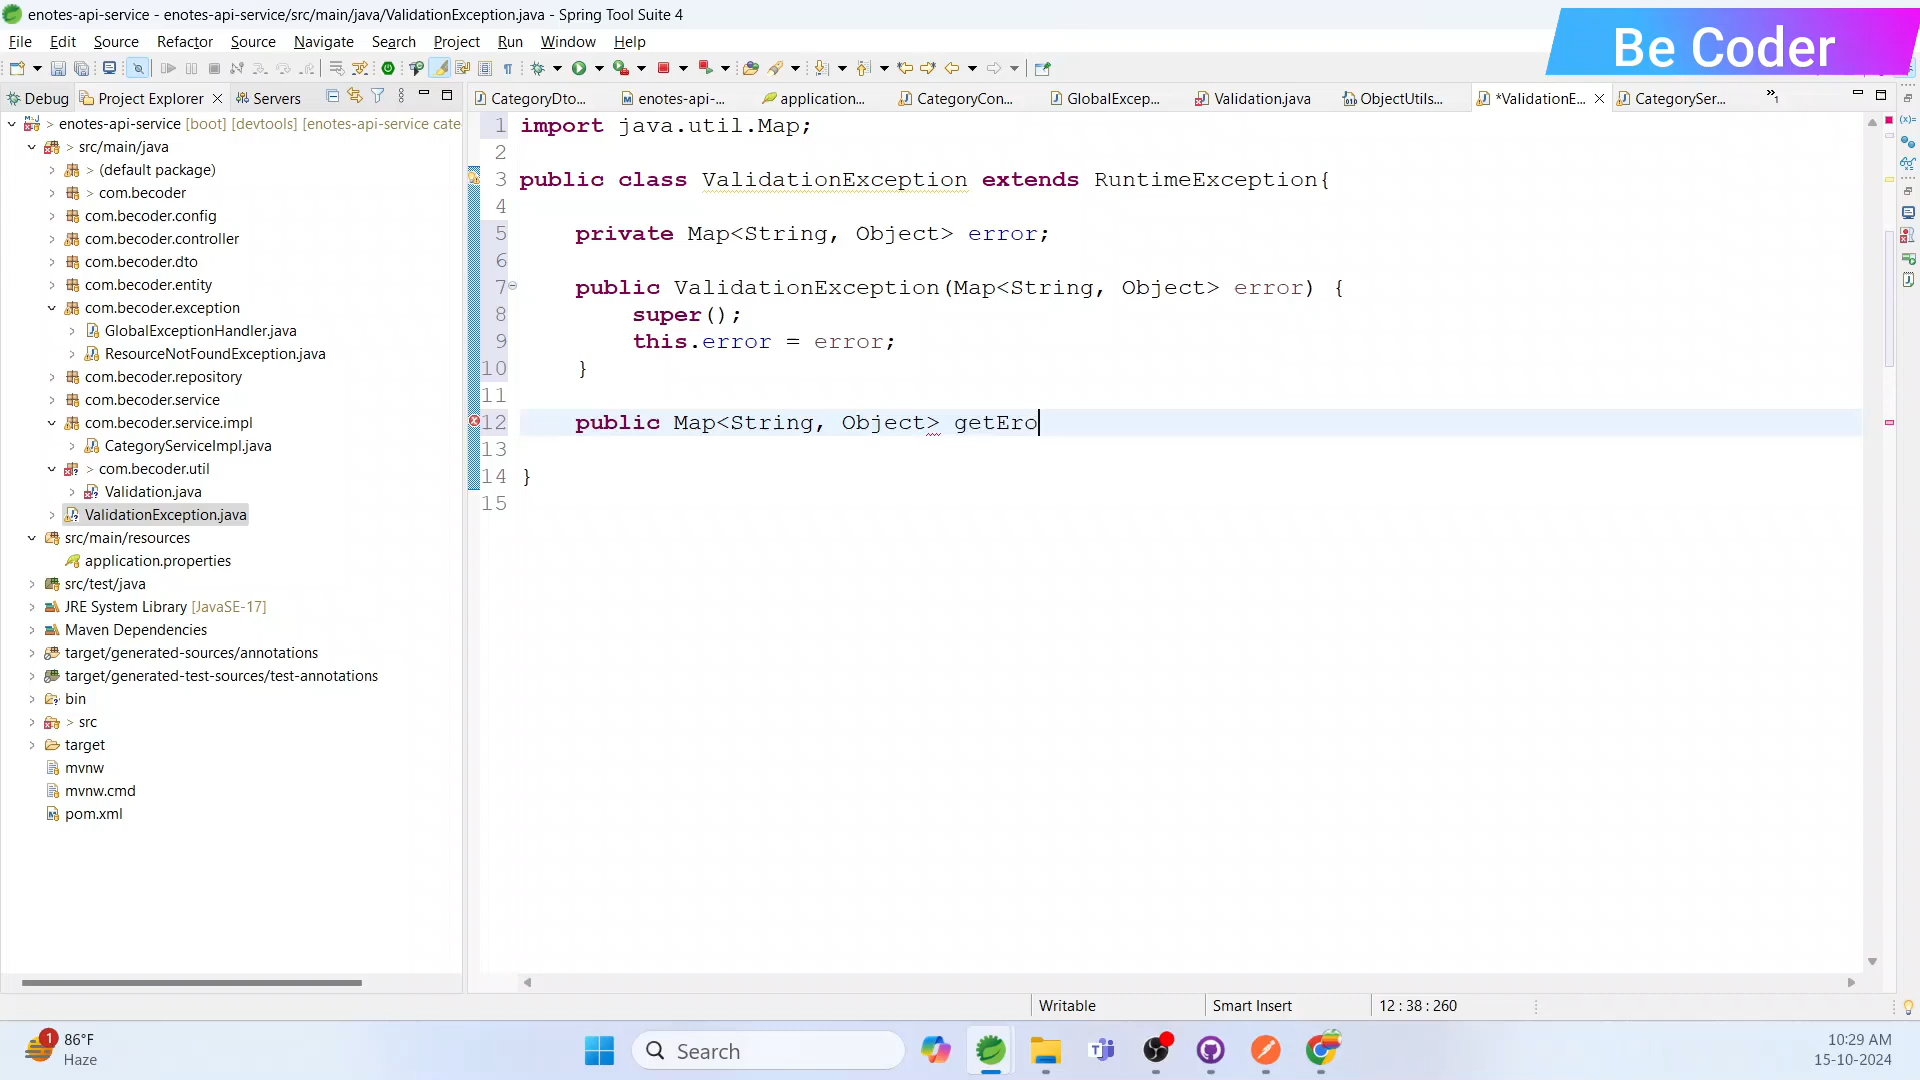 enotes-api-service - enotes-api-service/src/main/java/ValidationException.java - Spring Tool Suite 4
Be Coder
File Edit Source Refactor Source Navigate Search Project Run Window Help
Debug Project Explorer Servers
CategoryDto... enotes-api-... application... CategoryCon... GlobalExcep... Validation.java ObjectUtils... *ValidationE... CategorySer... »1
> enotes-api-service [boot] [devtools] [enotes-api-service cate
> src/main/java
> (default package)
> com.becoder
com.becoder.config
com.becoder.controller
com.becoder.dto
com.becoder.entity
com.becoder.exception
GlobalExceptionHandler.java
ResourceNotFoundException.java
com.becoder.repository
com.becoder.service
com.becoder.service.impl
CategoryServiceImpl.java
> com.becoder.util
Validation.java
ValidationException.java
src/main/resources
application.properties
src/test/java
JRE System Library [JavaSE-17]
Maven Dependencies
target/generated-sources/annotations
target/generated-test-sources/test-annotations
bin
> src
target
mvnw
mvnw.cmd
pom.xml
1 import java.util.Map;
2
3 public class ValidationException extends RuntimeException{
4
5 private Map<String, Object> error;
6
7 public ValidationException(Map<String, Object> error) {
8 super();
9 this.error = error;
10 }
11
12 public Map<String, Object> getEro
13
14 }
15
Writable Smart Insert 12 : 38 : 260
1 86°F
Haze
Search
10:29 AM
15-10-2024